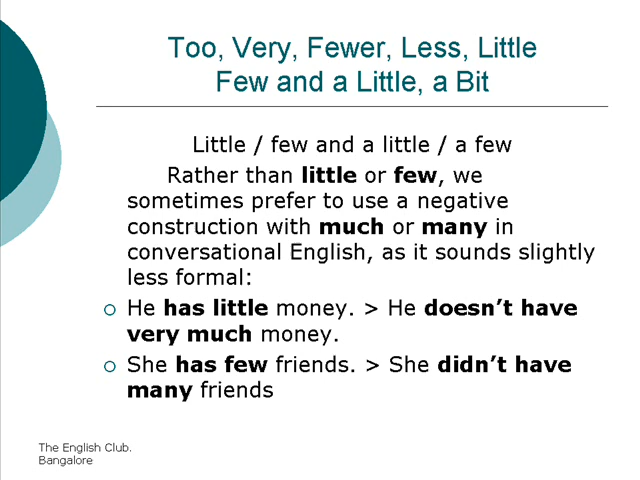 Too, Very, Fewer, Less, Little
Few and a Little, a Bit
Little / few and a little / a few
Rather than little or few, we
sometimes prefer to use a negative
construction with much or many in
conversational English, as it sounds slightly
less formal:
He has little money. > He doesn’t have
very much money.
She has few friends. > She didn’t have
many friends
The English Club.
Bangalore